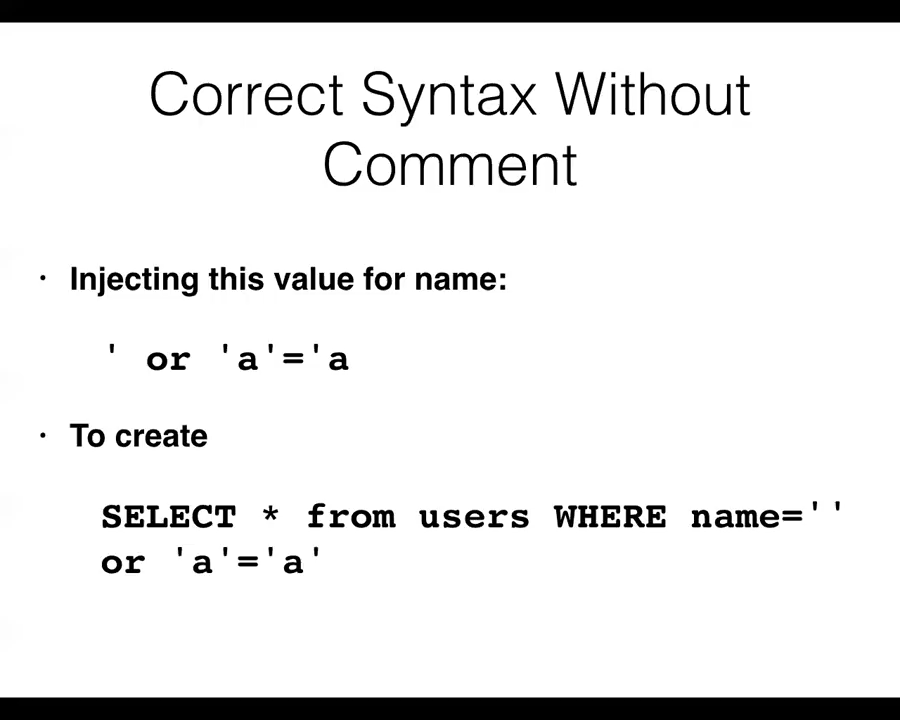 Correct Syntax Without
Comment
· Injecting this value for name:
' or 'a'='a
· To create
SELECT * from users WHERE name=''
or 'a'='a'